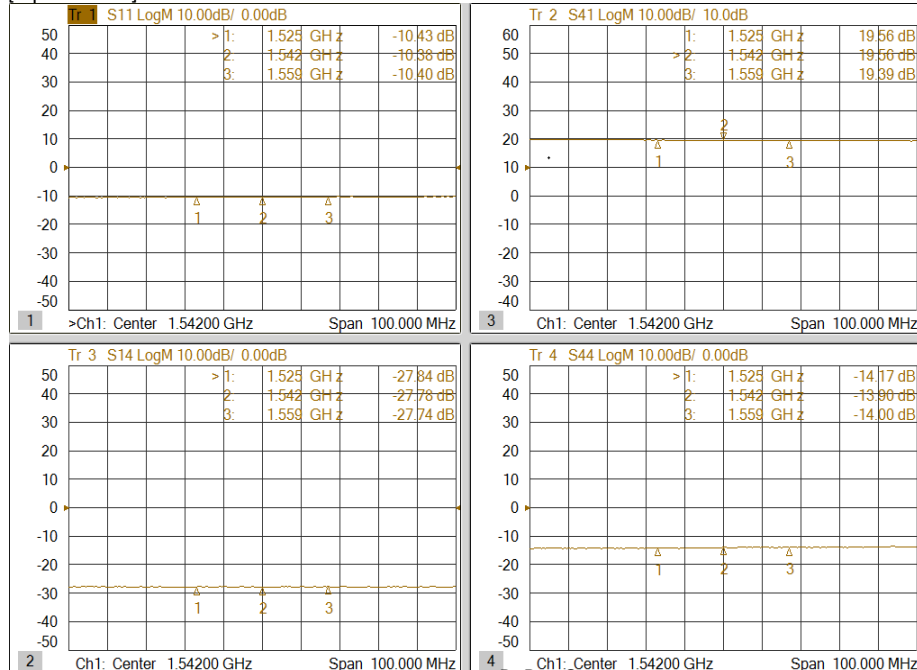 Tr 1 S11 LogM 10.00dB/ 0.00dB
50
40
30
20
10
0
-10
-20
-30
-40
-50
> 1: 1.525 GHz -10.43 dB
2: 1.542 GHz -10.38 dB
3: 1.559 GHz -10.40 dB
1
2
3
1 >Ch1: Center 1.54200 GHz Span 100.000 MHz
Tr 2 S41 LogM 10.00dB/ 10.0dB
60
50
40
30
20
10
0
-10
-20
-30
-40
1: 1.525 GHz 19.56 dB
> 2: 1.542 GHz 19.56 dB
3: 1.559 GHz 19.39 dB
2
1
3
3 Ch1: Center 1.54200 GHz Span 100.000 MHz
Tr 3 S14 LogM 10.00dB/ 0.00dB
50
40
30
20
10
0
-10
-20
-30
-40
-50
> 1: 1.525 GHz -27.84 dB
2: 1.542 GHz -27.78 dB
3: 1.559 GHz -27.74 dB
1
2
3
2 Ch1: Center 1.54200 GHz Span 100.000 MHz
Tr 4 S44 LogM 10.00dB/ 0.00dB
50
40
30
20
10
0
-10
-20
-30
-40
-50
> 1: 1.525 GHz -14.17 dB
2: 1.542 GHz -13.90 dB
3: 1.559 GHz -14.00 dB
1
2
3
4 Ch1: Center 1.54200 GHz Span 100.000 MHz